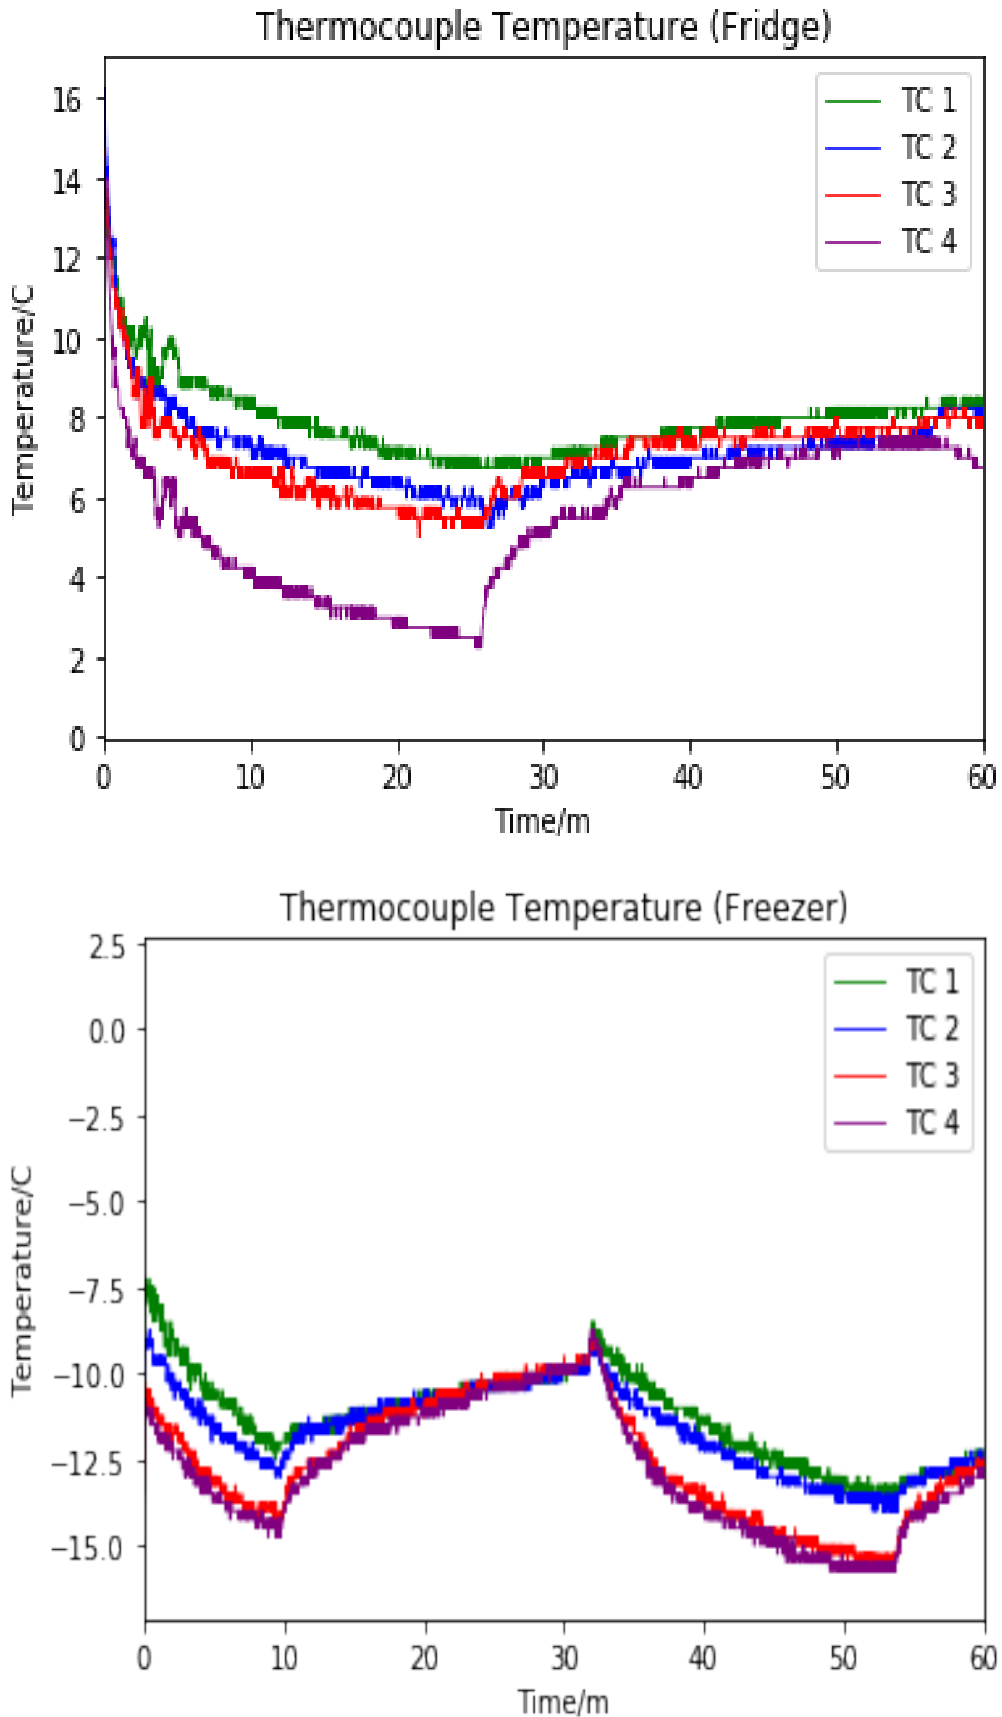 Thermocouple Temperature (Fridge)
16
14
12
10
8
6
4
2
0
Temperature/C
TC 1
TC 2
TC 3
TC 4
0 10 20 30 40 50 60
Time/m
Thermocouple Temperature (Freezer)
2.5
0.0
−2.5
−5.0
−7.5
−10.0
−12.5
−15.0
Temperature/C
TC 1
TC 2
TC 3
TC 4
0 10 20 30 40 50 60
Time/m